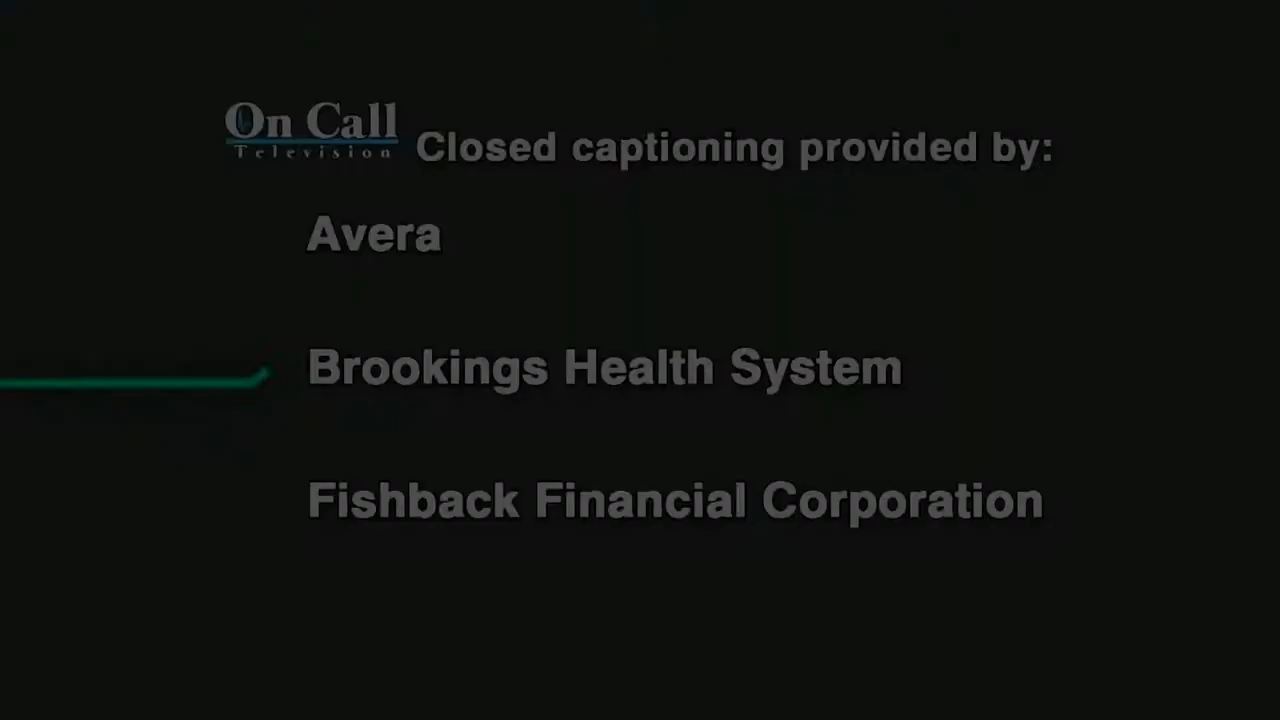 On Call
Television
Closed captioning provided by:
Avera
Brookings Health System
Fishback Financial Corporation